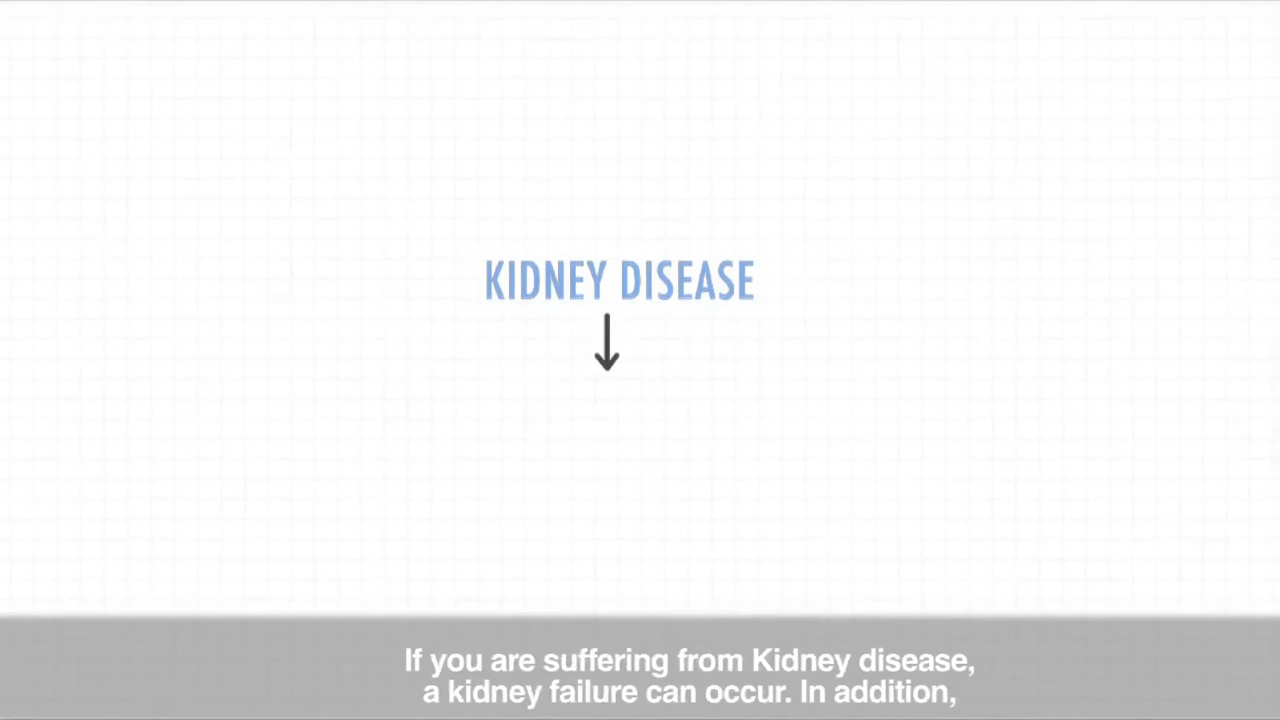 KIDNEY DISEASE
If you are suffering from Kidney disease,
a kidney failure can occur. In addition,